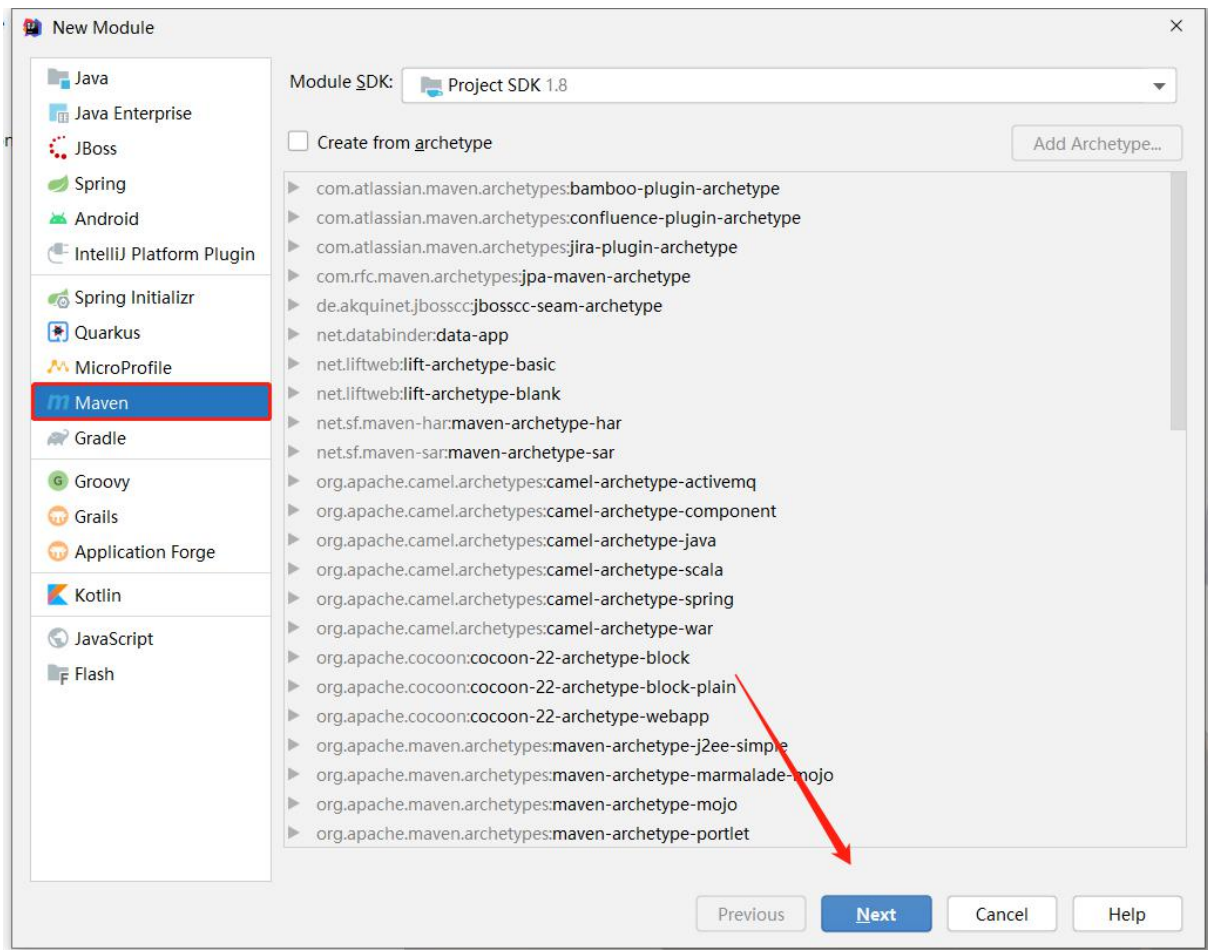 New Module
Java
Java Enterprise
JBoss
Spring
Android
IntelliJ Platform Plugin
Spring Initializr
Quarkus
MicroProfile
Maven
Gradle
Groovy
Grails
Application Forge
Kotlin
JavaScript
Flash
Module SDK: Project SDK 1.8
Create from archetype
Add Archetype...
com.atlassian.maven.archetypes:bamboo-plugin-archetype
com.atlassian.maven.archetypes:confluence-plugin-archetype
com.atlassian.maven.archetypes:jira-plugin-archetype
com.rfc.maven.archetypes:jpa-maven-archetype
de.akquinet.jbosscc:jbosscc-seam-archetype
net.databinder:data-app
net.liftweb:lift-archetype-basic
net.liftweb:lift-archetype-blank
net.sf.maven-har:maven-archetype-har
net.sf.maven-sar:maven-archetype-sar
org.apache.camel.archetypes:camel-archetype-activemq
org.apache.camel.archetypes:camel-archetype-component
org.apache.camel.archetypes:camel-archetype-java
org.apache.camel.archetypes:camel-archetype-scala
org.apache.camel.archetypes:camel-archetype-spring
org.apache.camel.archetypes:camel-archetype-war
org.apache.cocoon:cocoon-22-archetype-block
org.apache.cocoon:cocoon-22-archetype-block-plain
org.apache.cocoon:cocoon-22-archetype-webapp
org.apache.maven.archetypes:maven-archetype-j2ee-simple
org.apache.maven.archetypes:maven-archetype-marmalade-mojo
org.apache.maven.archetypes:maven-archetype-mojo
org.apache.maven.archetypes:maven-archetype-portlet
Previous
Next
Cancel
Help